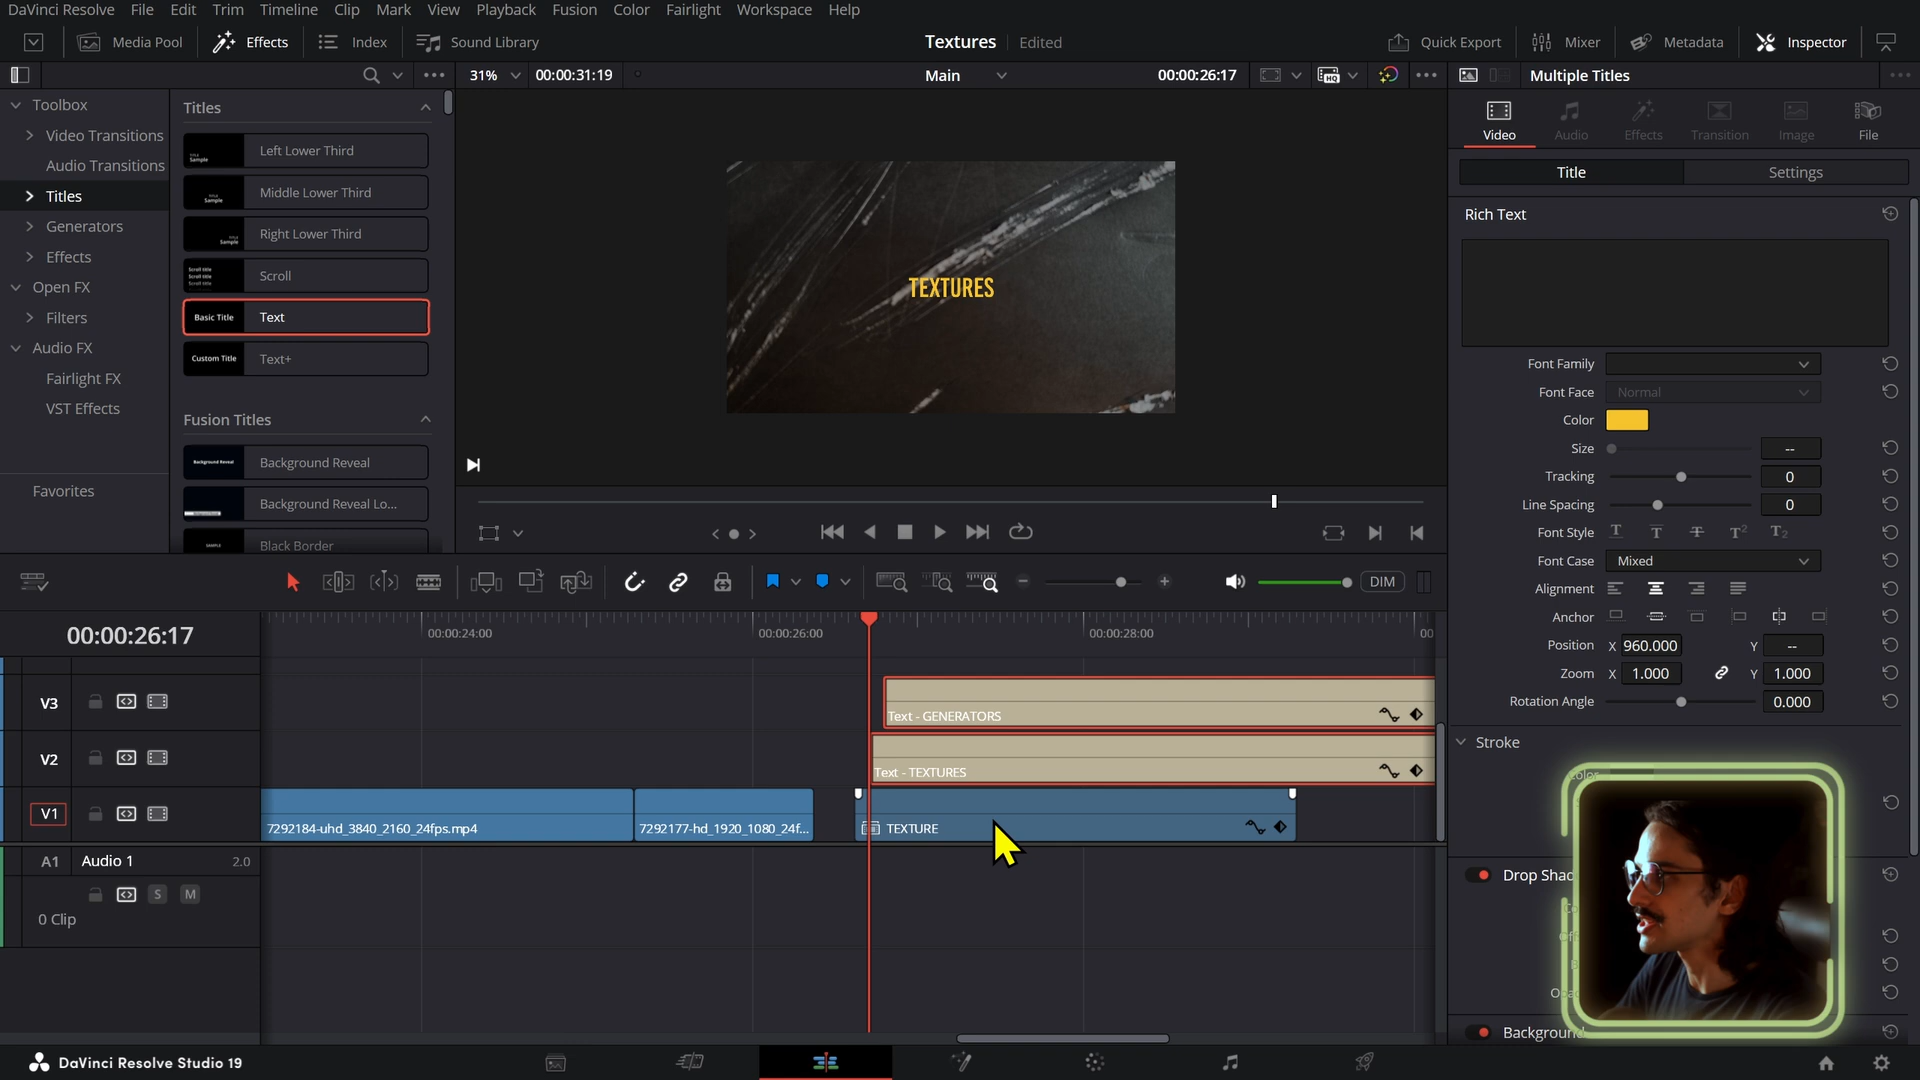 DaVinci Resolve File Edit Trim Timeline Clip Mark View Playback Fusion Color Fairlight Workspace Help
Media Pool Effects Index Sound Library Textures Edited Quick Export Mixer Metadata Inspector
31% 00:00:31:19 Main 00:00:26:17 Multiple Titles
Toolbox
Video Transitions
Audio Transitions
Titles
Generators
Effects
Open FX
Filters
Audio FX
Fairlight FX
VST Effects
Favorites
Titles
Left Lower Third
Middle Lower Third
Right Lower Third
Scroll
Basic Title Text
Custom Title Text+
Fusion Titles
Background Reveal
Background Reveal Lo...
Black Border
TEXTURES
Video Audio Effects Transition Image File
Title Settings
Rich Text
Font Family
Font Face Normal
Color
Size --
Tracking 0
Line Spacing 0
Font Style T T T T² T₂
Font Case Mixed
Alignment
Anchor
Position X 960.000 Y --
Zoom X 1.000 Y 1.000
Rotation Angle 0.000
Stroke
Color
Drop Shad
Background
DIM
00:00:26:17
00:00:24:00 00:00:26:00 00:00:28:00 00
V3 Text - GENERATORS
V2 Text - TEXTURES
V1 7292184-uhd_3840_2160_24fps.mp4 7292177-hd_1920_1080_24f... TEXTURE
A1 Audio 1 2.0
S M
0 Clip
DaVinci Resolve Studio 19